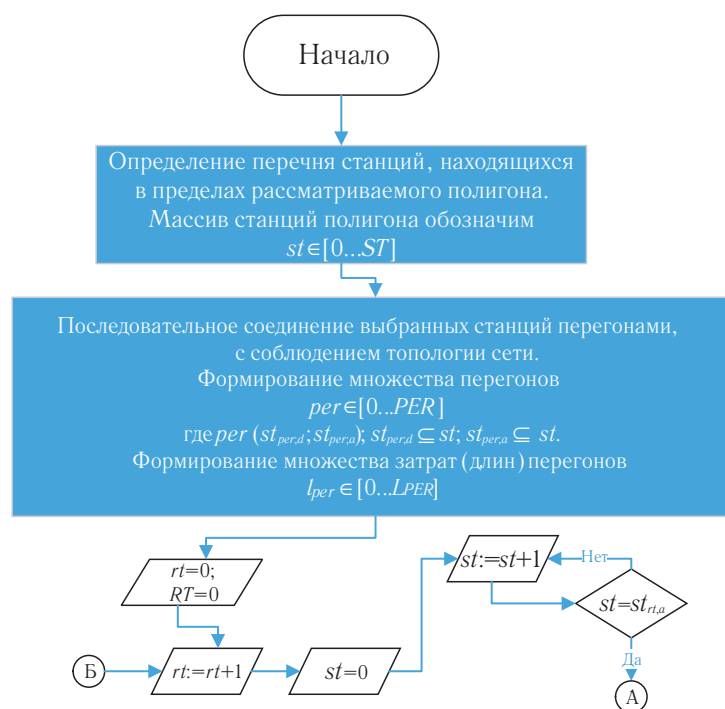 Начало
Определение перечня станций, находящихся
в пределах рассматриваемого полигона.
Массив станций полигона обозначим
st∈[0...ST]
Последовательное соединение выбранных станций перегонами,
с соблюдением топологии сети.
Формирование множества перегонов
per∈[0...PER]
где per (st_per,d; st_per,a); st_per,d ⊆ st; st_per,a ⊆ st.
Формирование множества затрат (длин) перегонов
l_per ∈ [0...LPER]
rt=0;
RT=0
st:=st+1
Нет
st=st_rt,a
Б
rt:=rt+1
st=0
Да
А